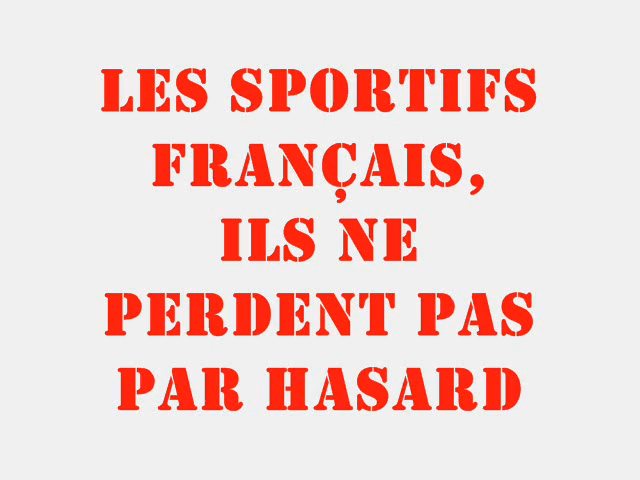 LES SPORTIFS
FRANÇAIS,
ILS NE
PERDENT PAS
PAR HASARD